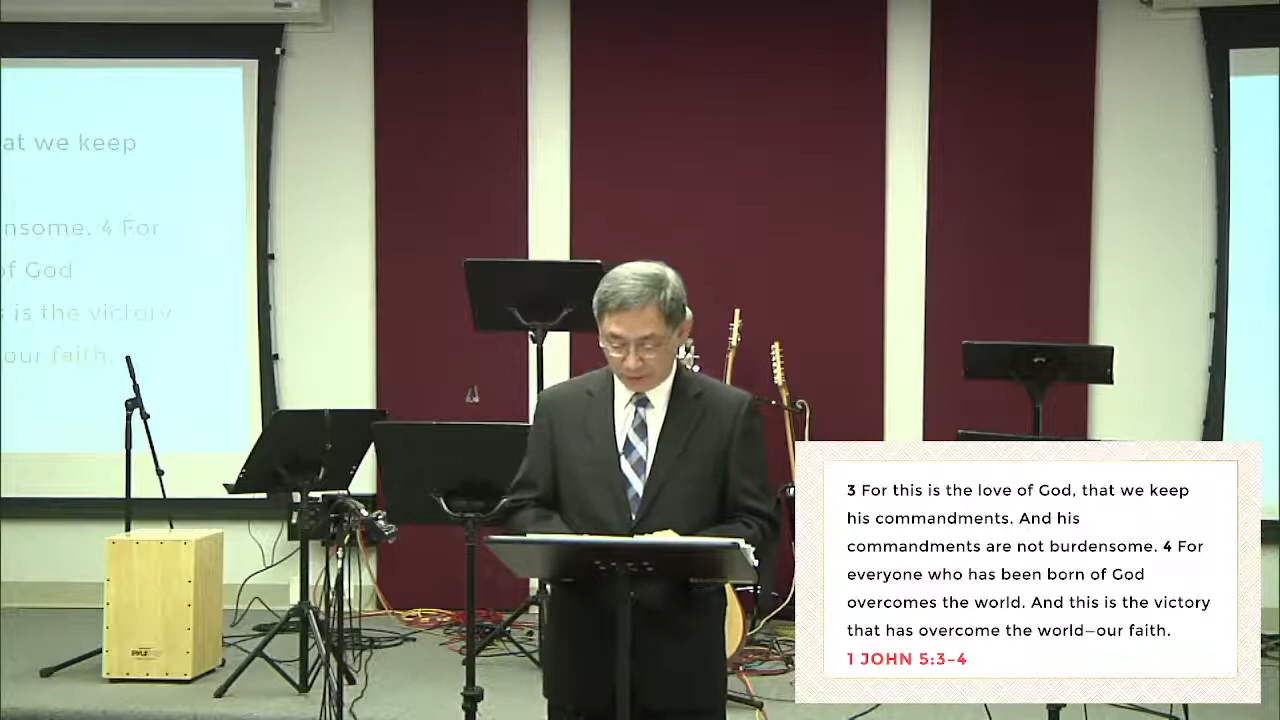 at we keep
nsome. 4 For
of God
s is the victory
our faith.
PYLE
3 For this is the love of God, that we keep
his commandments. And his
commandments are not burdensome. 4 For
everyone who has been born of God
overcomes the world. And this is the victory
that has overcome the world—our faith.
1 JOHN 5:3-4